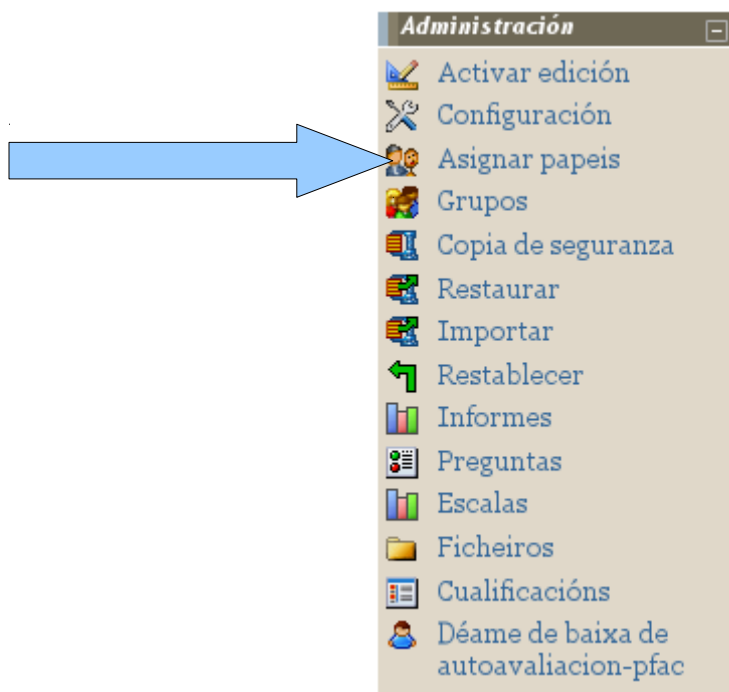 Administración
Activar edición
Configuración
Asignar papeis
Grupos
Copia de seguranza
Restaurar
Importar
Restablecer
Informes
Preguntas
Escalas
Ficheiros
Cualificacións
Déame de baixa de
autoavaliacion-pfac